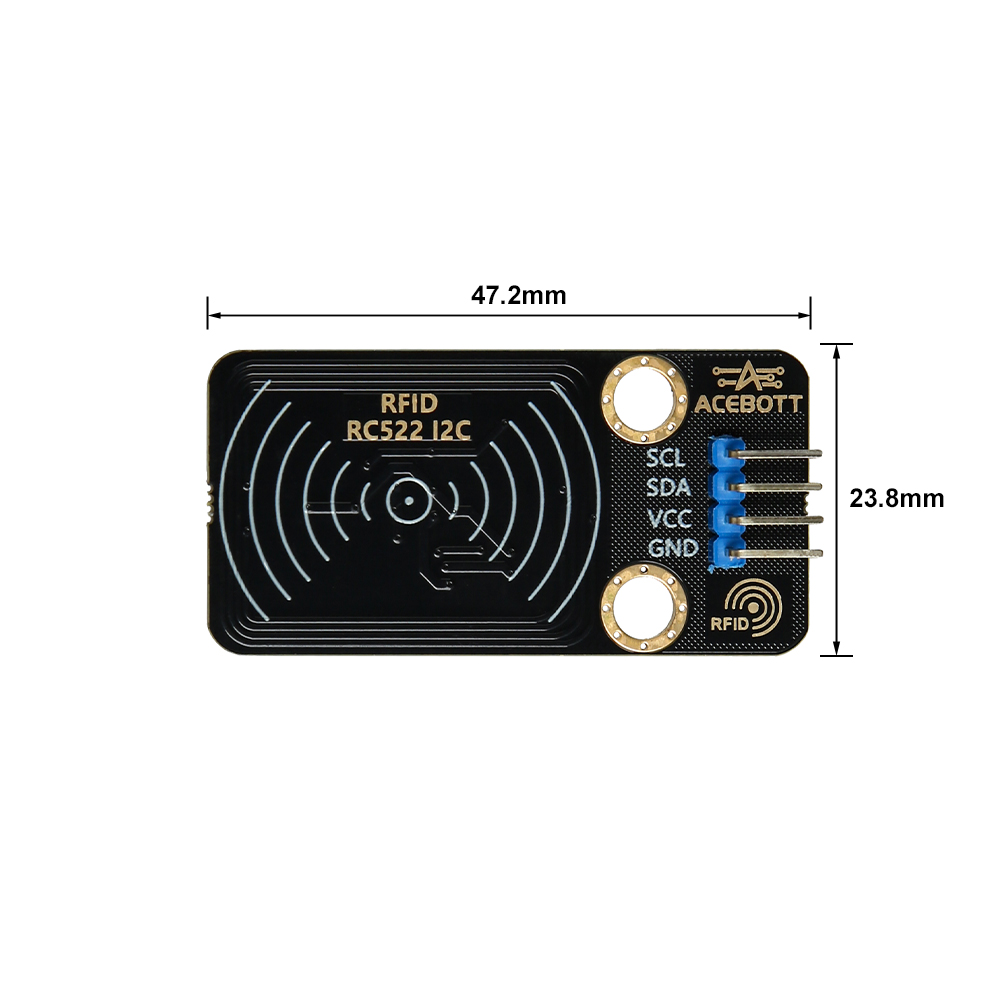 47.2mm
RFID
RC522 I2C
ACEBOTT
SCL
SDA
VCC
GND
23.8mm
RFID